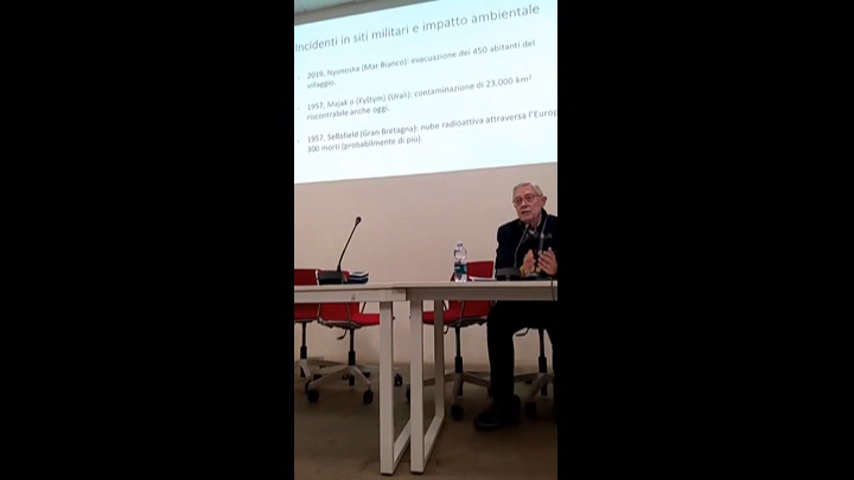 Incidenti in siti militari e impatto ambientale
- 2019, Nyonoska (Mar Bianco): evacuazione dei 450 abitanti del
villaggio.
- 1957, Majak o (Kyštym) (Urali): contaminazione di 23.000 km²
riscontrabile anche oggi.
- 1957, Sellafield (Gran Bretagna): nube radioattiva attraversa l'Europ
300 morti (probabilmente di più).